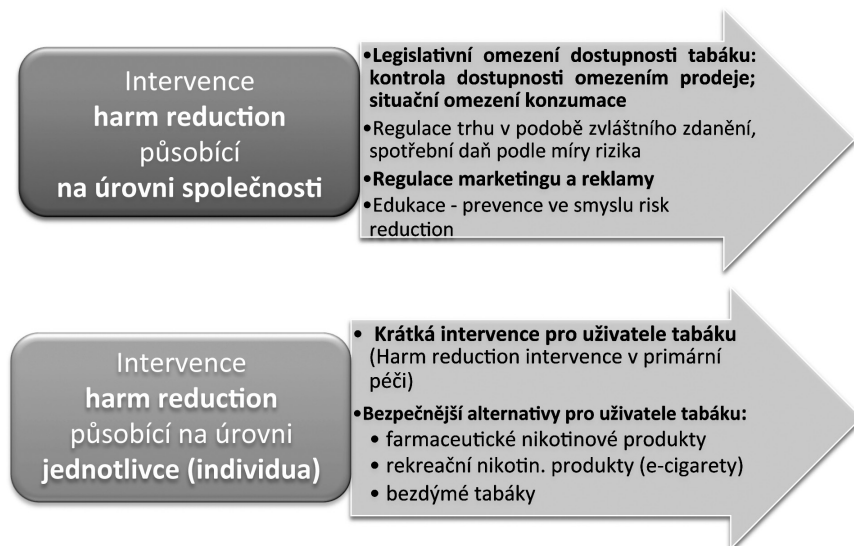 Intervence
harm reduction
působící
na úrovni společnosti
•Legislativní omezení dostupnosti tabáku:
kontrola dostupnosti omezením prodeje;
situační omezení konzumace
•Regulace trhu v podobě zvláštního zdanění,
spotřební daň podle míry rizika
•Regulace marketingu a reklamy
•Edukace - prevence ve smyslu risk
reduction
Intervence
harm reduction
působící na úrovni
jednotlivce (individua)
• Krátká intervence pro uživatele tabáku
(Harm reduction intervence v primární
péči)
•Bezpečnější alternativy pro uživatele tabáku:
• farmaceutické nikotinové produkty
• rekreační nikotin. produkty (e-cigarety)
• bezdýmé tabáky